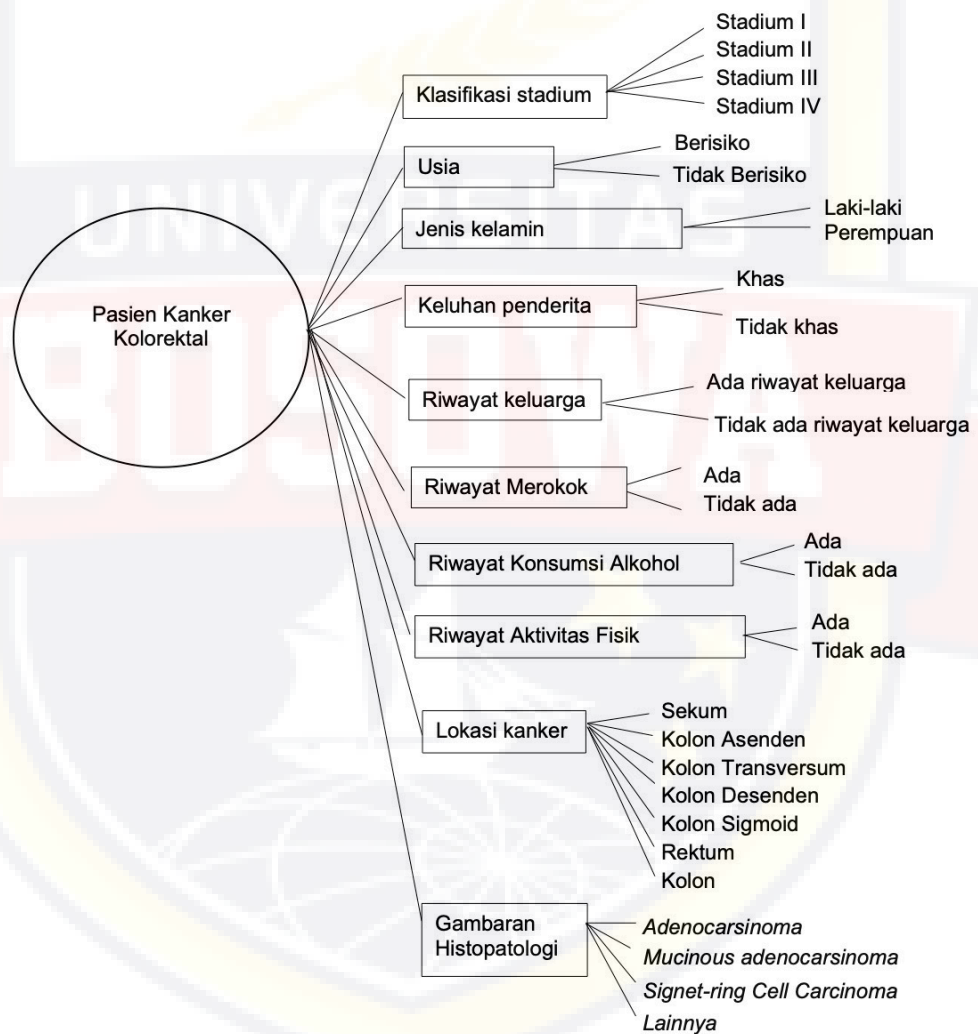 Pasien Kanker
Kolorektal
Klasifikasi stadium
Stadium I
Stadium II
Stadium III
Stadium IV
Usia
Berisiko
Tidak Berisiko
Jenis kelamin
Laki-laki
Perempuan
Keluhan penderita
Khas
Tidak khas
Riwayat keluarga
Ada riwayat keluarga
Tidak ada riwayat keluarga
Riwayat Merokok
Ada
Tidak ada
Riwayat Konsumsi Alkohol
Ada
Tidak ada
Riwayat Aktivitas Fisik
Ada
Tidak ada
Lokasi kanker
Sekum
Kolon Asenden
Kolon Transversum
Kolon Desenden
Kolon Sigmoid
Rektum
Kolon
Gambaran
Histopatologi
Adenocarsinoma
Mucinous adenocarsinoma
Signet-ring Cell Carcinoma
Lainnya
UNIVERSITAS
BOSOWA